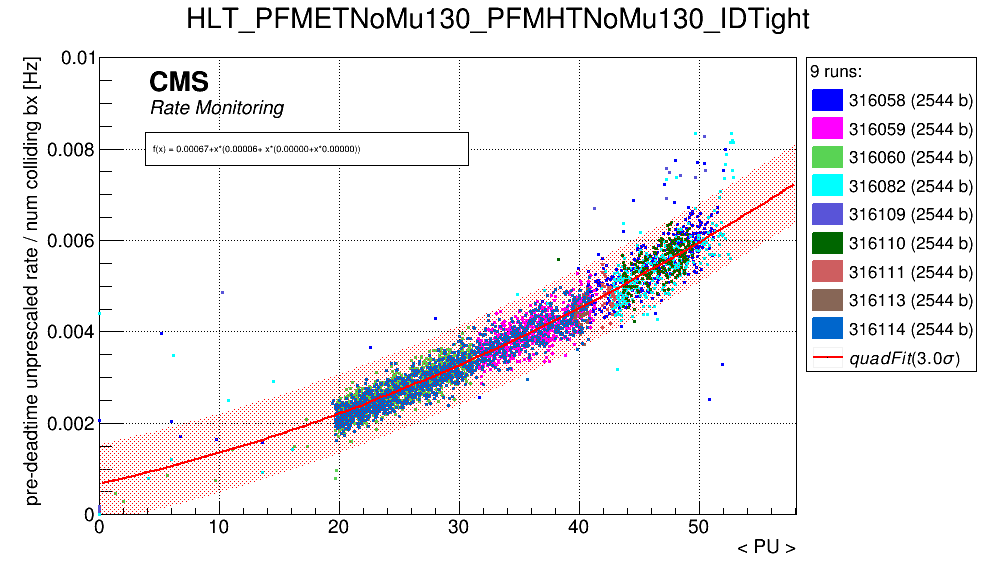 HLT_PFMETNoMu130_PFMHTNoMu130_IDTight
pre-deadtime unprescaled rate / num colliding bx [Hz]
0.01
0.008
0.006
0.004
0.002
0
CMS
Rate Monitoring
f(x) = 0.00067+x*(0.00006+ x*(0.00000+x*0.00000))
0 10 20 30 40 50
< PU >
9 runs:
316058 (2544 b)
316059 (2544 b)
316060 (2544 b)
316082 (2544 b)
316109 (2544 b)
316110 (2544 b)
316111 (2544 b)
316113 (2544 b)
316114 (2544 b)
quadFit(3.0σ)